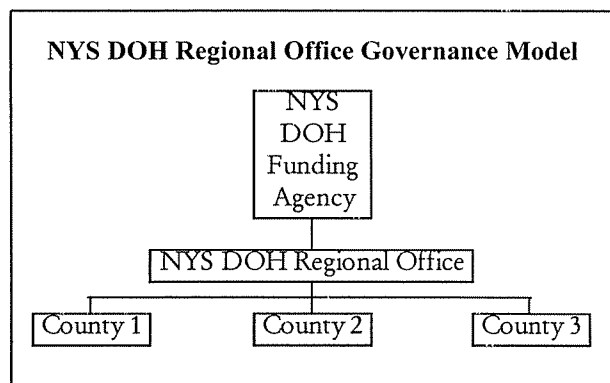 NYS DOH Regional Office Governance Model
NYS
DOH
Funding
Agency
NYS DOH Regional Office
County 1
County 2
County 3